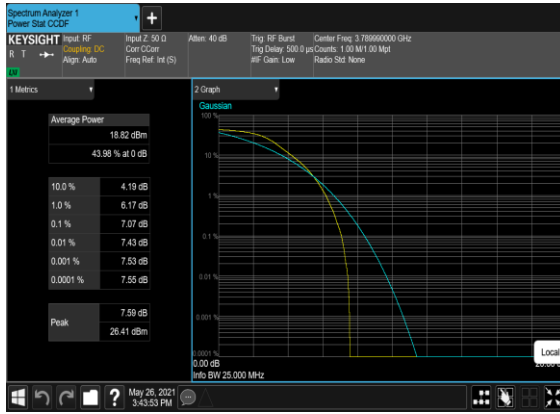 Spectrum Analyzer 1
Power Stat CCDF
+
KEYSIGHT
R T
LXI
Input: RF
Coupling: DC
Align: Auto
Input Z: 50 Ω
Corr CCorr
Freq Ref: Int (S)
Atten: 40 dB
Trig: RF Burst
Trig Delay: 500.0 µs
#IF Gain: Low
Center Freq: 3.789990000 GHz
Counts: 1.00 M/1.00 Mpt
Radio Std: None
1 Metrics
Average Power
18.82 dBm
43.98 % at 0 dB
10.0 % 4.19 dB
1.0 % 6.17 dB
0.1 % 7.07 dB
0.01 % 7.43 dB
0.001 % 7.53 dB
0.0001 % 7.55 dB
Peak
7.59 dB
26.41 dBm
2 Graph
Gaussian
100 %
10 %
1 %
0.1 %
0.01 %
0.001 %
0.0001 %
0.00 dB
Info BW 25.000 MHz
Local
?
May 26, 2021
3:43:53 PM